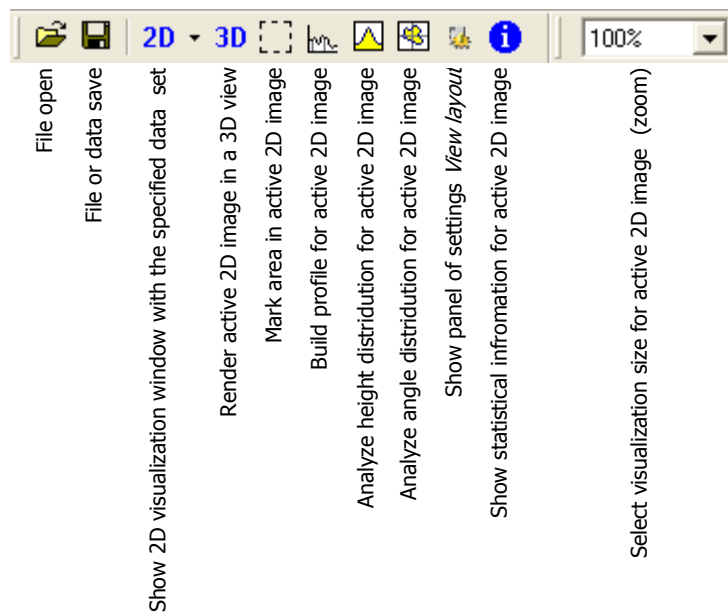 2D
3D
i
100%
File open
File or data save
Show 2D visualization window with the specified data set
Render active 2D image in a 3D view
Mark area in active 2D image
Build profile for active 2D image
Analyze height distridution for active 2D image
Analyze angle distridution for active 2D image
Show panel of settings View layout
Show statistical infromation for active 2D image
Select visualization size for active 2D image (zoom)